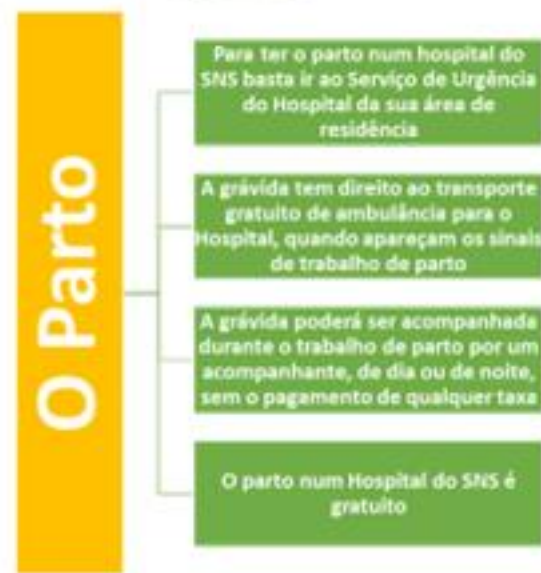 O Parto
Para ter o parto num hospital do
SNS basta ir ao Serviço de Urgência
do Hospital da sua área de
residência
A grávida tem direito ao transporte
gratuito de ambulância para o
Hospital, quando apareçam os sinais
de trabalho de parto
A grávida poderá ser acompanhada
durante o trabalho de parto por um
acompanhante, de dia ou de noite,
sem o pagamento de qualquer taxa
O parto num Hospital do SNS é
gratuito